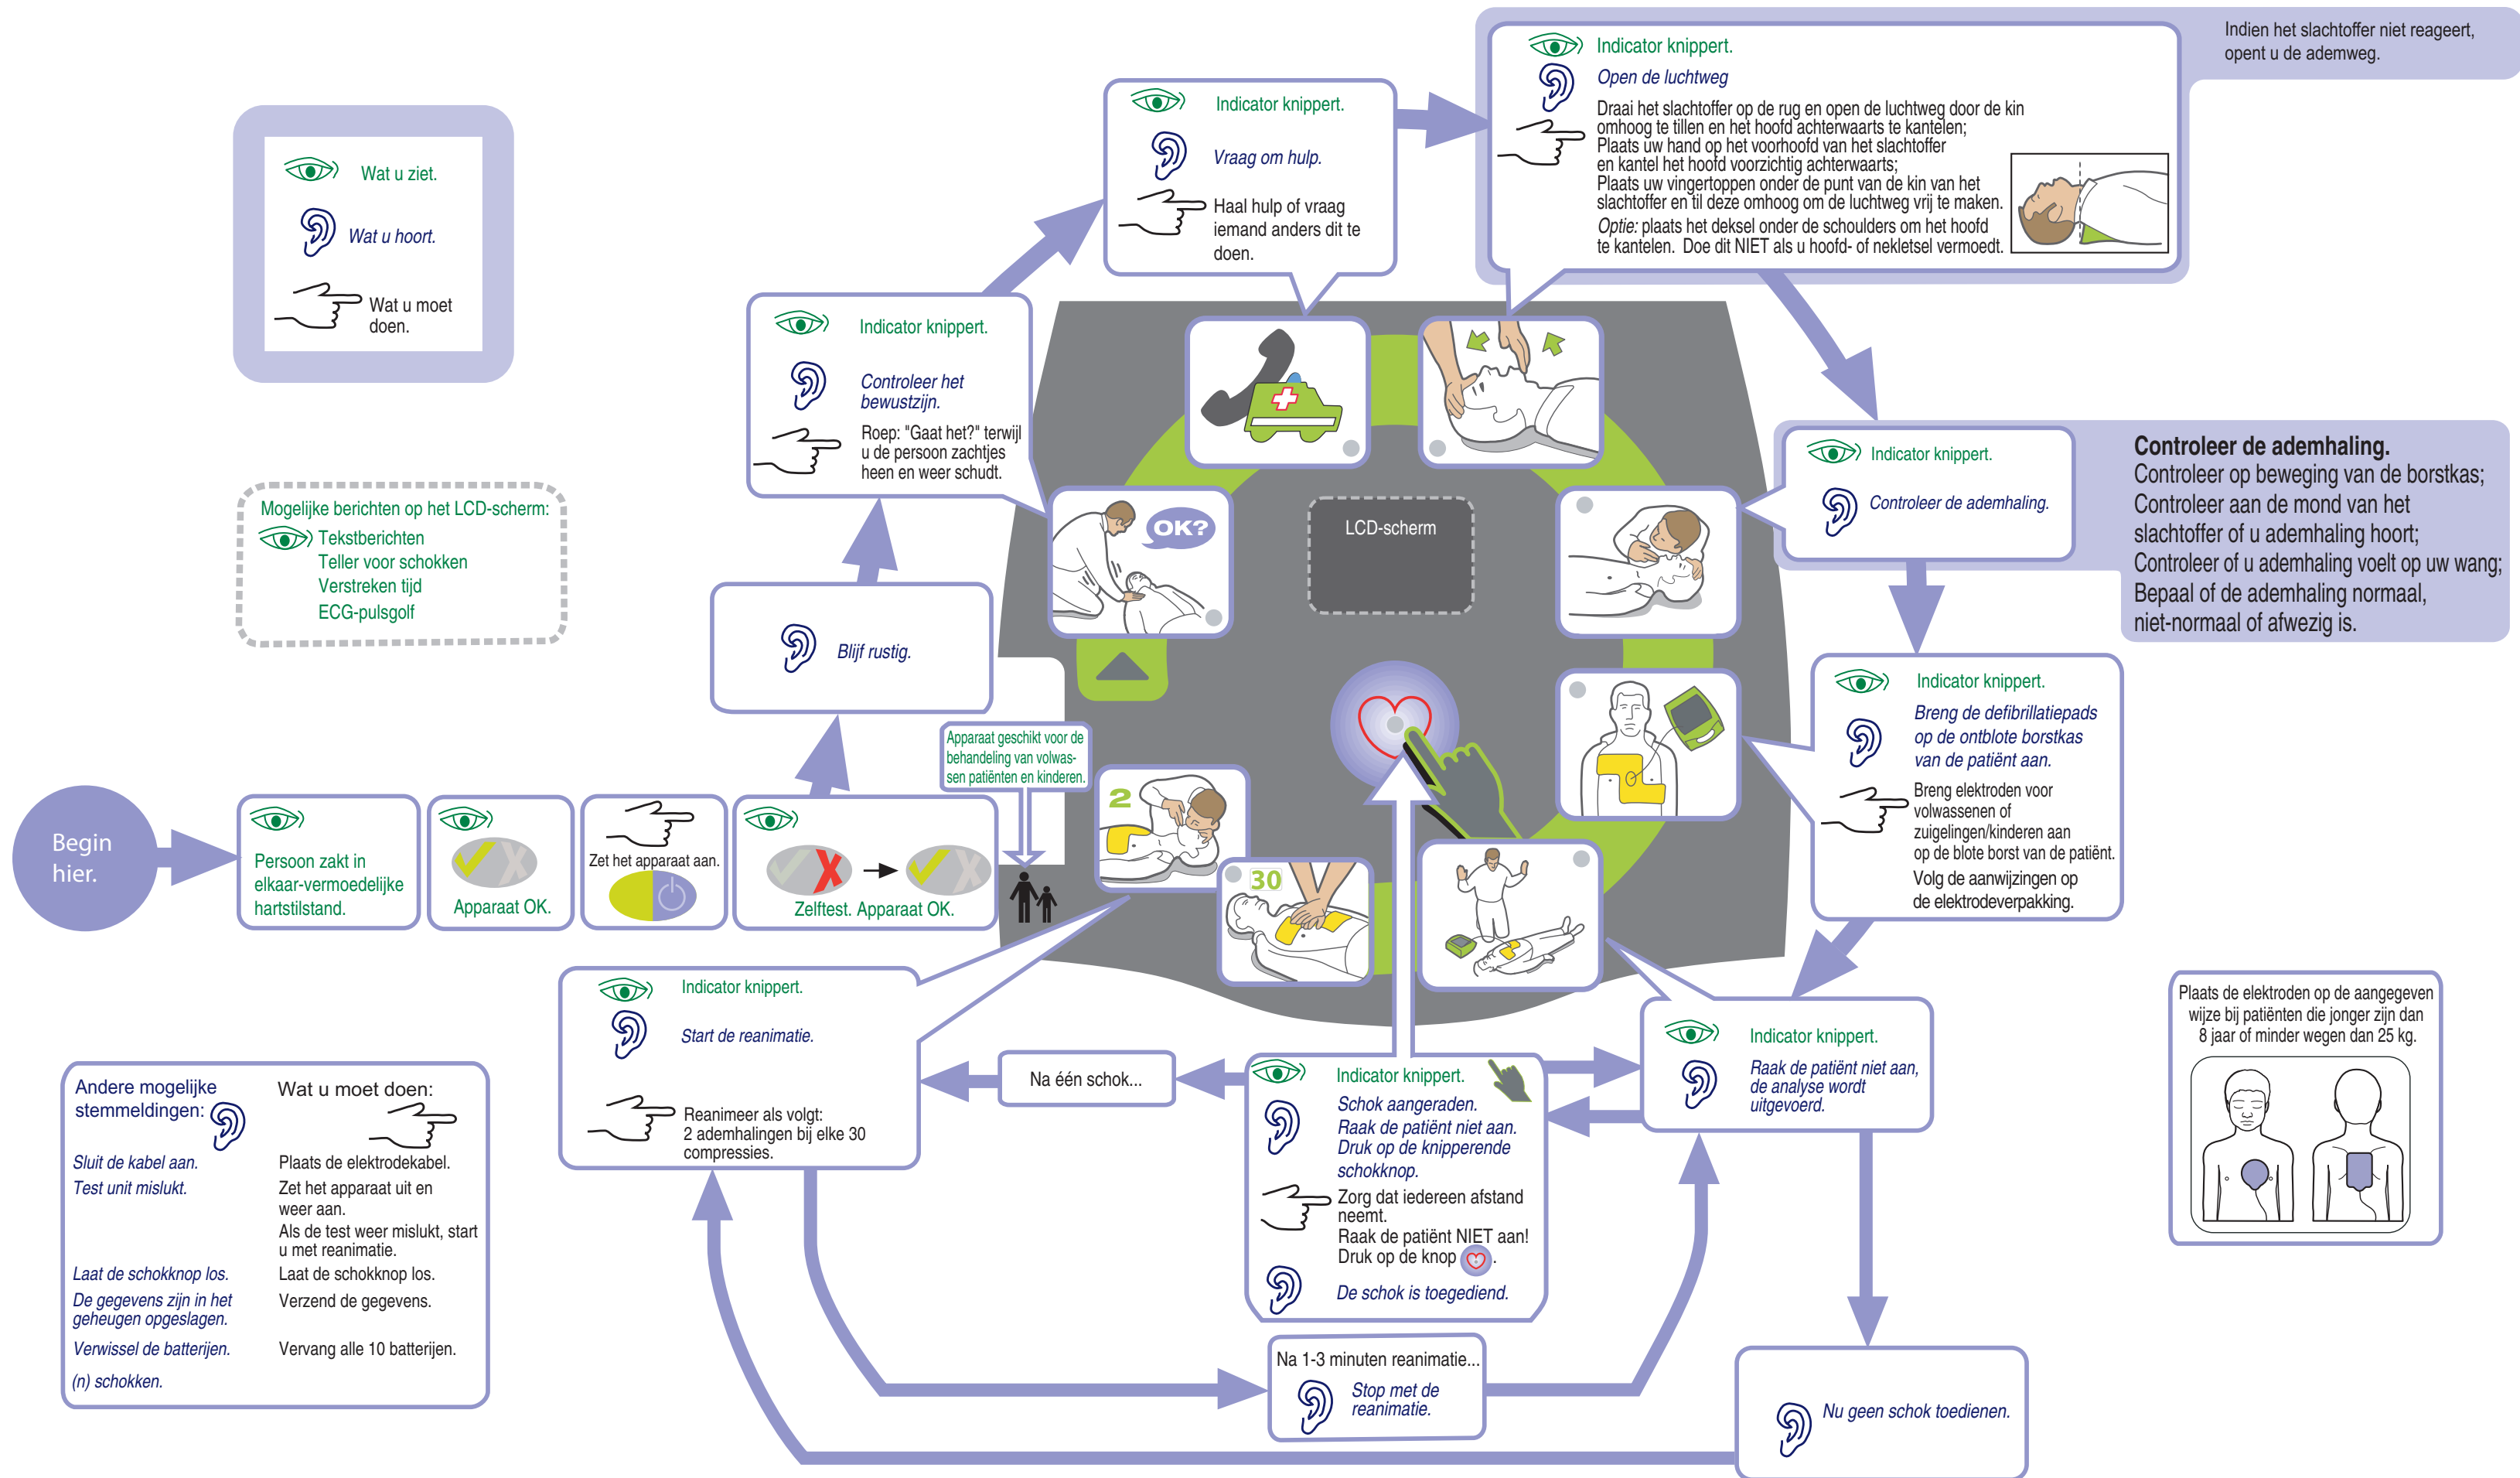 Wat u ziet.
Wat u hoort.
Wat u moet
doen.
Mogelijke berichten op het LCD-scherm:
Tekstberichten
Teller voor schokken
Verstreken tijd
ECG-pulsgolf
Begin
hier.
Persoon zakt in
elkaar-vermoedelijke
hartstilstand.
Apparaat OK.
Zet het apparaat aan.
Zelftest. Apparaat OK.
Apparaat geschikt voor de
behandeling van volwas-
sen patiënten en kinderen.
Blijf rustig.
Indicator knippert.
Controleer het
bewustzijn.
Roep: "Gaat het?" terwijl
u de persoon zachtjes
heen en weer schudt.
Indicator knippert.
Vraag om hulp.
Haal hulp of vraag
iemand anders dit te
doen.
Indicator knippert.
Open de luchtweg
Draai het slachtoffer op de rug en open de luchtweg door de kin
omhoog te tillen en het hoofd achterwaarts te kantelen;
Plaats uw hand op het voorhoofd van het slachtoffer
en kantel het hoofd voorzichtig achterwaarts;
Plaats uw vingertoppen onder de punt van de kin van het
slachtoffer en til deze omhoog om de luchtweg vrij te maken.
Optie: plaats het deksel onder de schoulders om het hoofd
te kantelen. Doe dit NIET als u hoofd- of nekletsel vermoedt.
Indien het slachtoffer niet reageert,
opent u de ademweg.
Indicator knippert.
Controleer de ademhaling.
Controleer de ademhaling.
Controleer op beweging van de borstkas;
Controleer aan de mond van het
slachtoffer of u ademhaling hoort;
Controleer of u ademhaling voelt op uw wang;
Bepaal of de ademhaling normaal,
niet-normaal of afwezig is.
OK?
LCD-scherm
2
30
Indicator knippert.
Breng de defibrillatiepads
op de ontblote borstkas
van de patiënt aan.
Breng elektroden voor
volwassenen of
zuigelingen/kinderen aan
op de blote borst van de patiënt.
Volg de aanwijzingen op
de elektrodeverpakking.
Plaats de elektroden op de aangegeven
wijze bij patiënten die jonger zijn dan
8 jaar of minder wegen dan 25 kg.
Indicator knippert.
Raak de patiënt niet aan,
de analyse wordt
uitgevoerd.
Indicator knippert.
Schok aangeraden.
Raak de patiënt niet aan.
Druk op de knipperende
schokknop.
Zorg dat iedereen afstand
neemt.
Raak de patiënt NIET aan!
Druk op de knop .
De schok is toegediend.
Na één schok...
Indicator knippert.
Start de reanimatie.
Reanimeer als volgt:
2 ademhalingen bij elke 30
compressies.
Na 1-3 minuten reanimatie...
Stop met de
reanimatie.
Nu geen schok toedienen.
Andere mogelijke
stemmeldingen:
Wat u moet doen:
Sluit de kabel aan.
Plaats de elektrodekabel.
Test unit mislukt.
Zet het apparaat uit en
weer aan.
Als de test weer mislukt, start
u met reanimatie.
Laat de schokknop los.
Laat de schokknop los.
De gegevens zijn in het
geheugen opgeslagen.
Verzend de gegevens.
Verwissel de batterijen.
Vervang alle 10 batterijen.
(n) schokken.